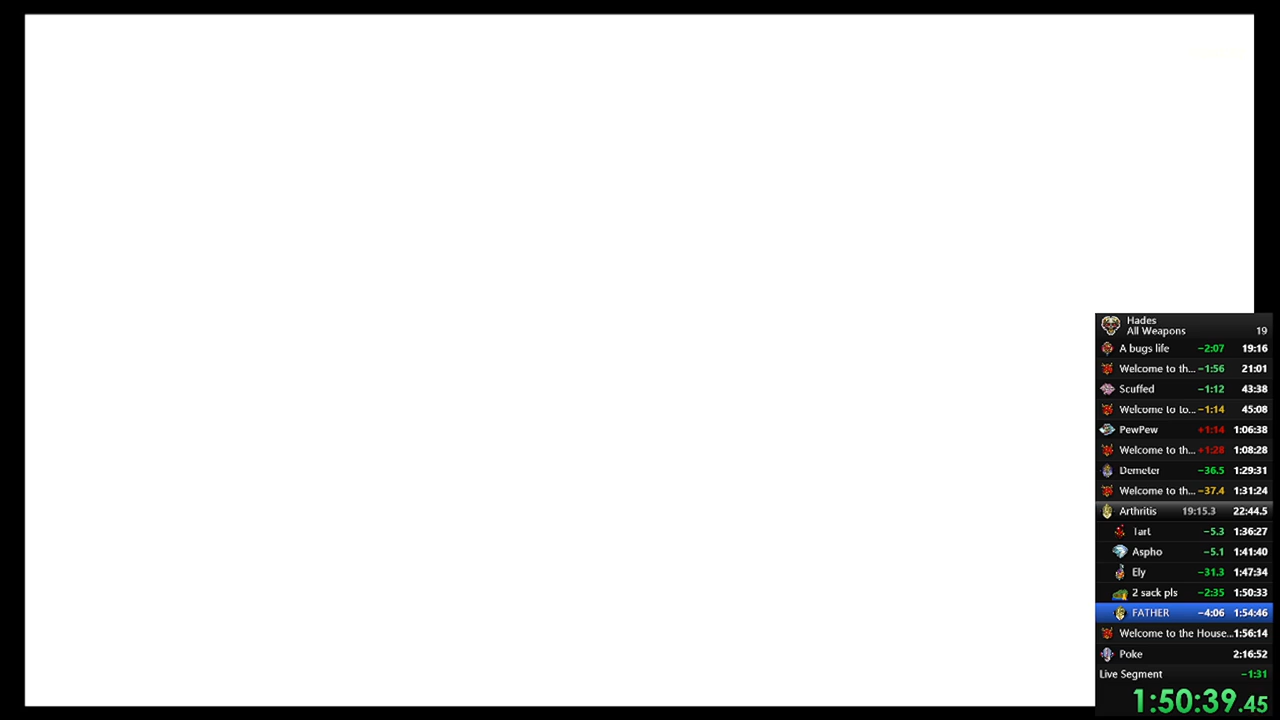 Hades
All Weapons 19
A bugs life −2:07 19:16
Welcome to th... −1:56 21:01
Scuffed −1:12 43:38
Welcome to to... −1:14 45:08
PewPew +1:14 1:06:38
Welcome to th... +1:28 1:08:28
Demeter −36.5 1:29:31
Welcome to th... −37.4 1:31:24
Arthritis 19:15.3 22:44.5
Tart −5.3 1:36:27
Aspho −5.1 1:41:40
Ely −31.3 1:47:34
2 sack pls −2:35 1:50:33
FATHER −4:06 1:54:46
Welcome to the House... 1:56:14
Poke 2:16:52
Live Segment −1:31
1:50:39.45